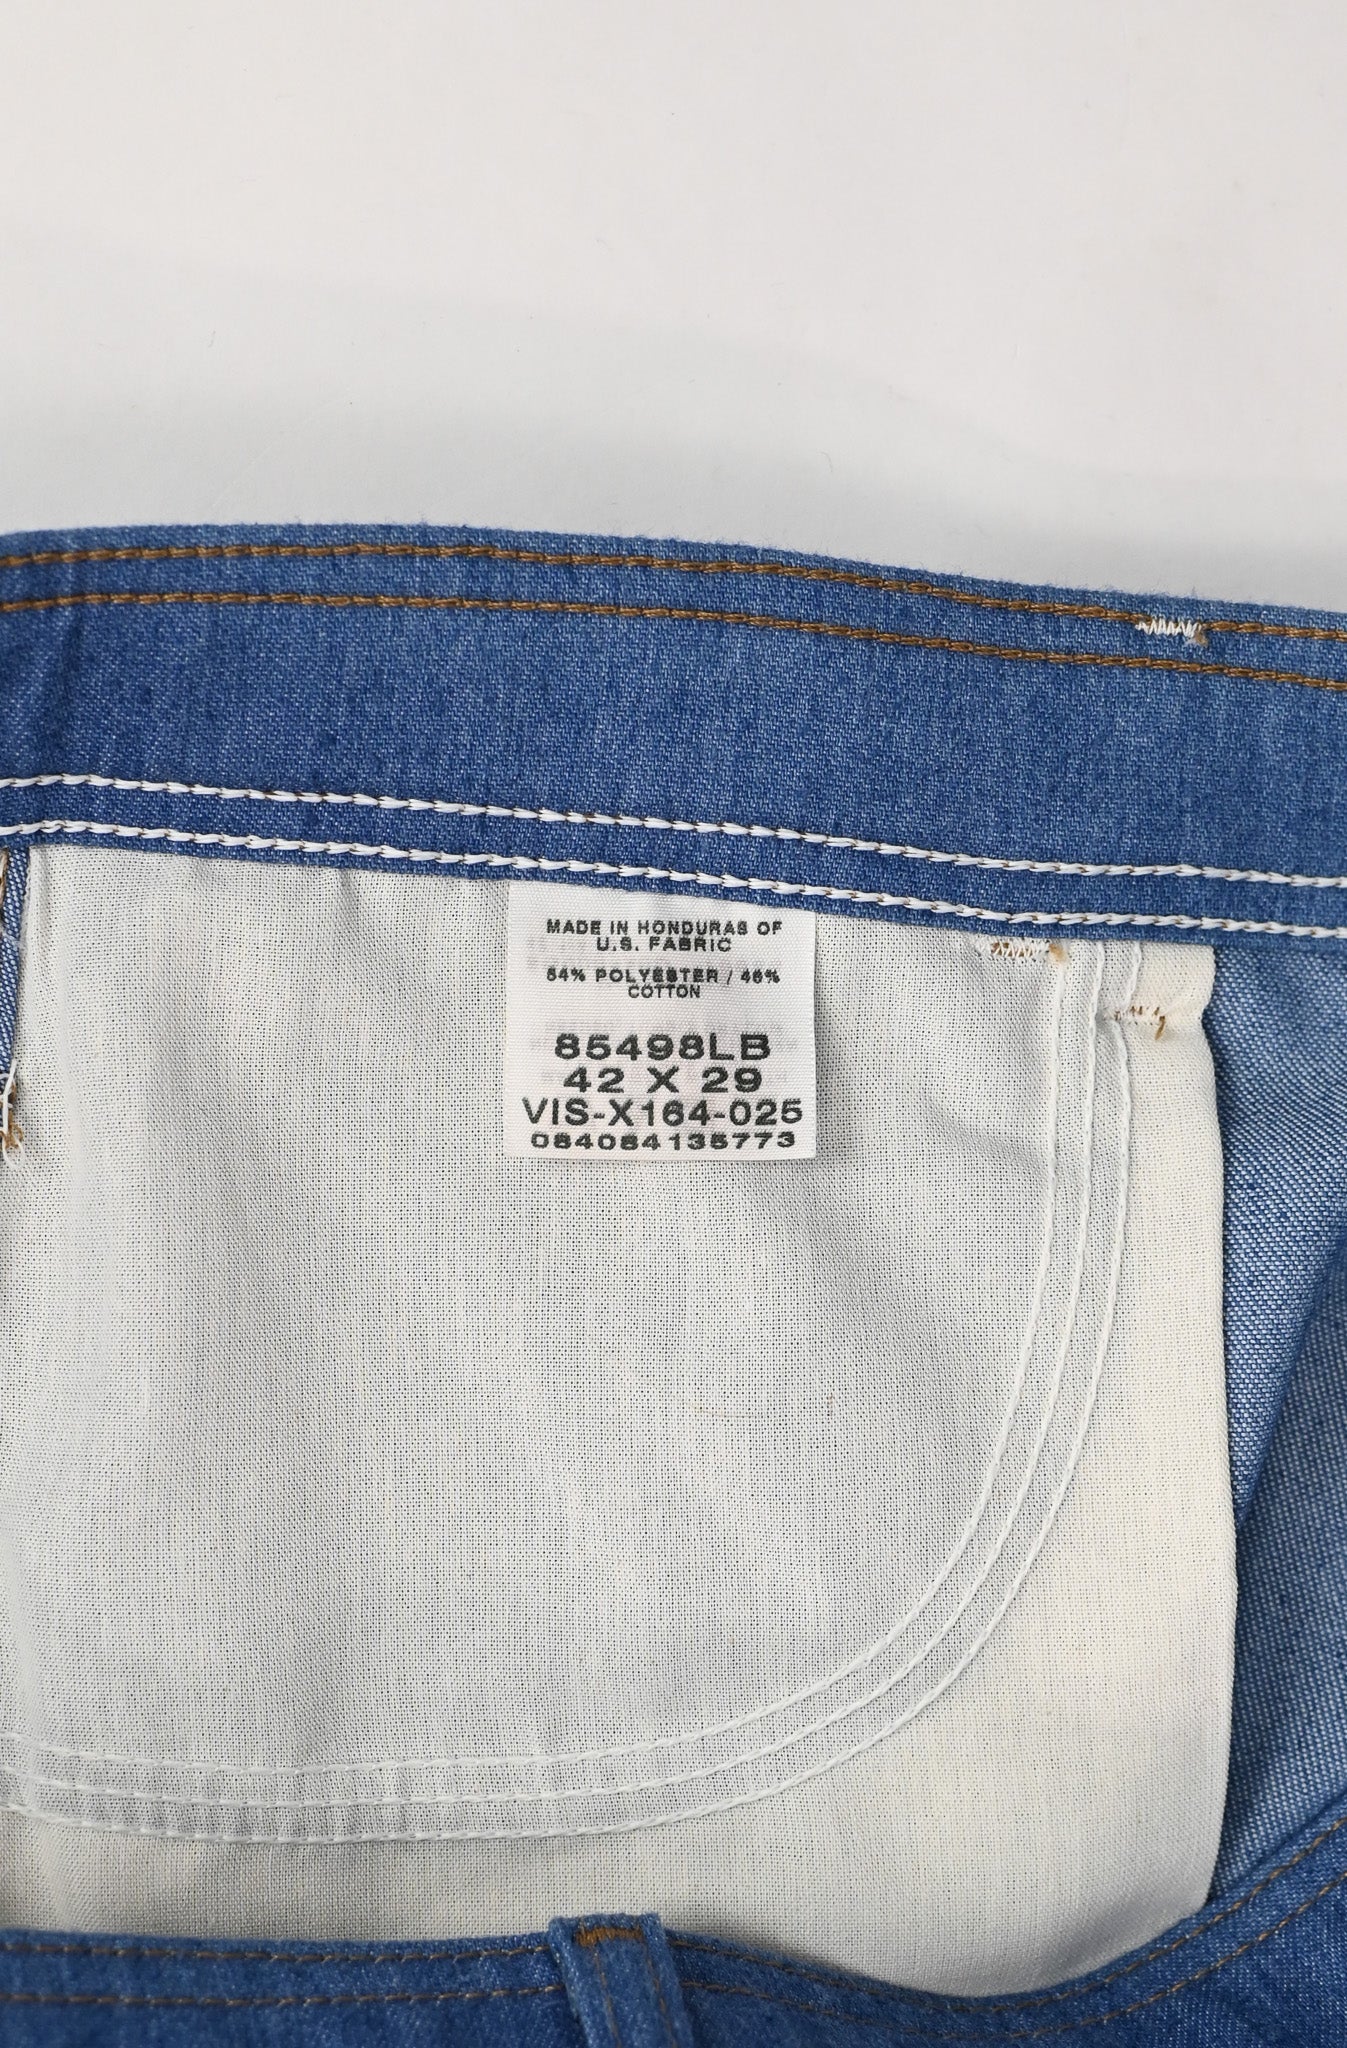 MADE IN HONDURAS OF
U.S. FABRIC
54% POLYESTER / 46%
COTTON
85498LB
42 X 29
VIS-X164-025
084084135773